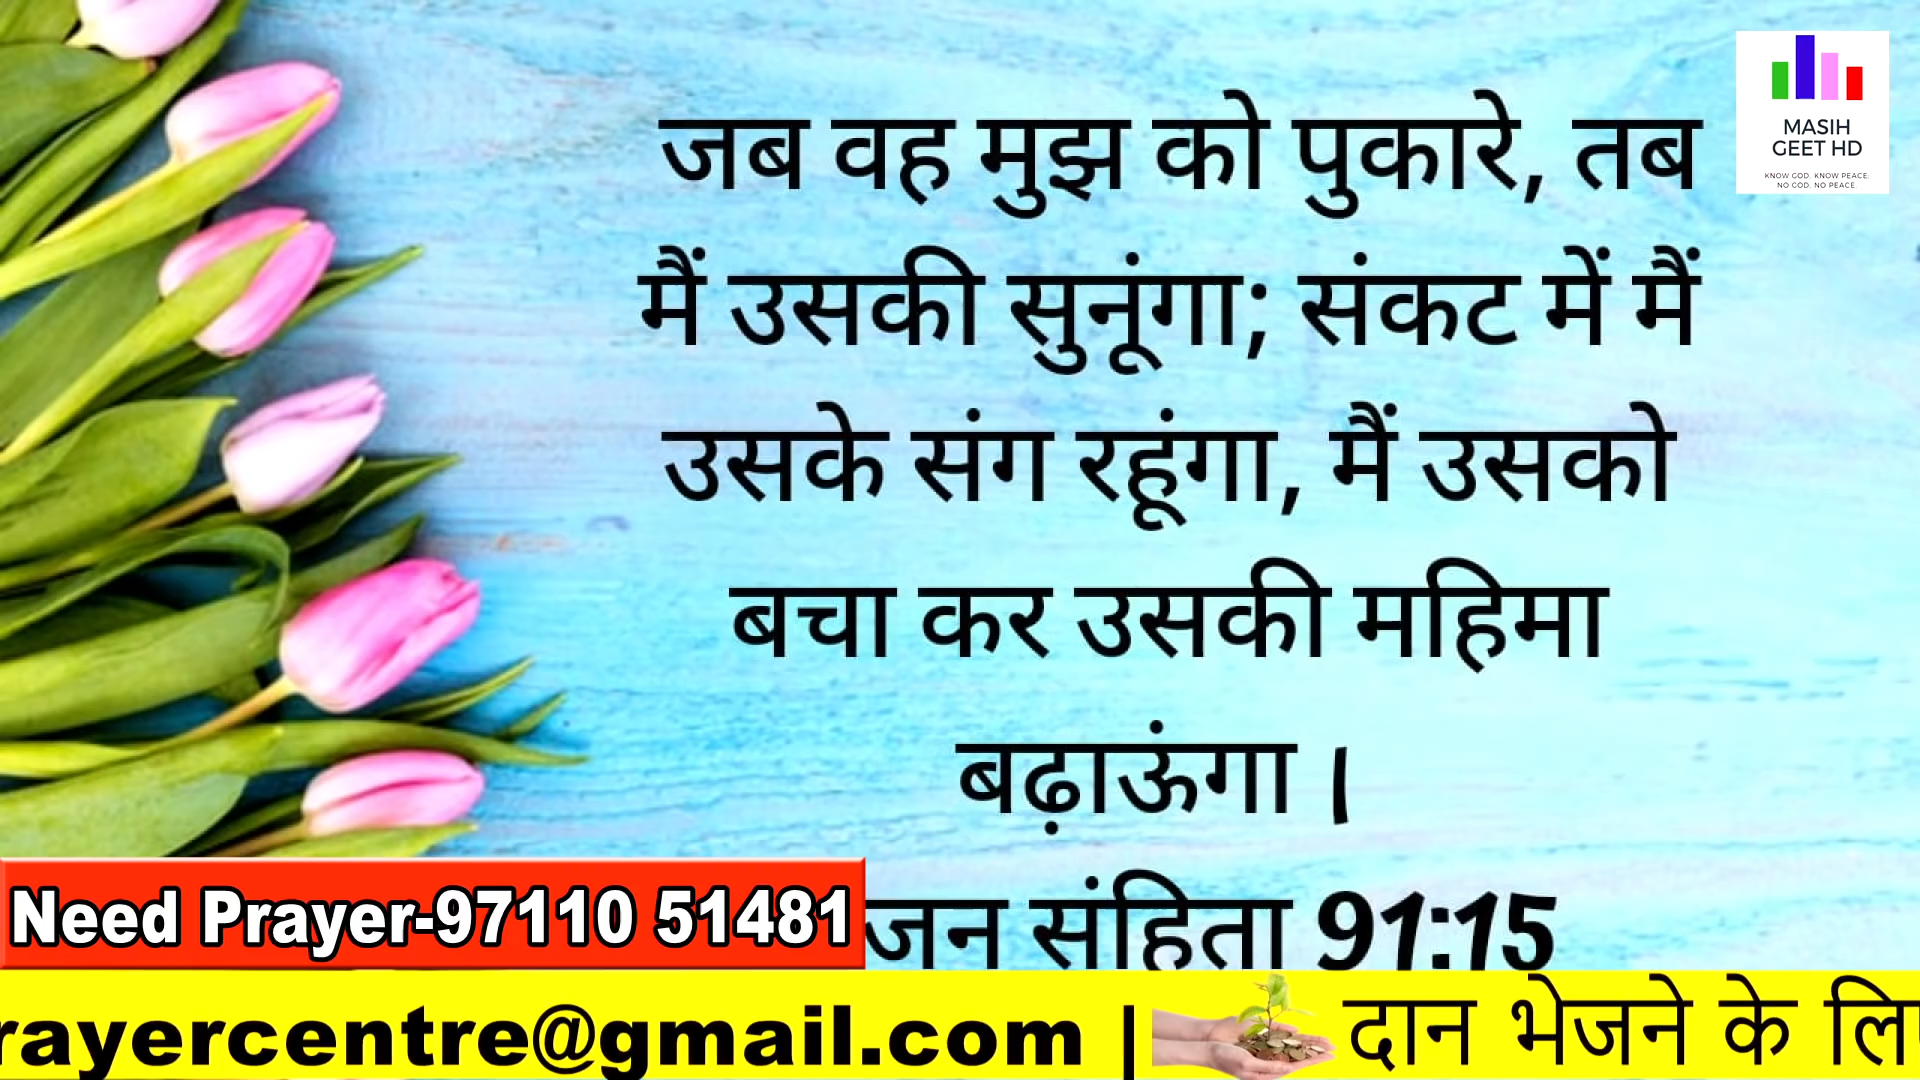 जब वह मुझ को पुकारे, तब
मैं उसकी सुनूंगा; संकट में मैं
उसके संग रहूंगा, मैं उसको
बचा कर उसकी महिमा
बढ़ाऊंगा ।
जन संहिता 91:15
MASIH
GEET HD
KNOW GOD. KNOW PEACE.
NO GOD. NO PEACE.
Need Prayer-97110 51481
rayercentre@gmail.com | दान भेजने के